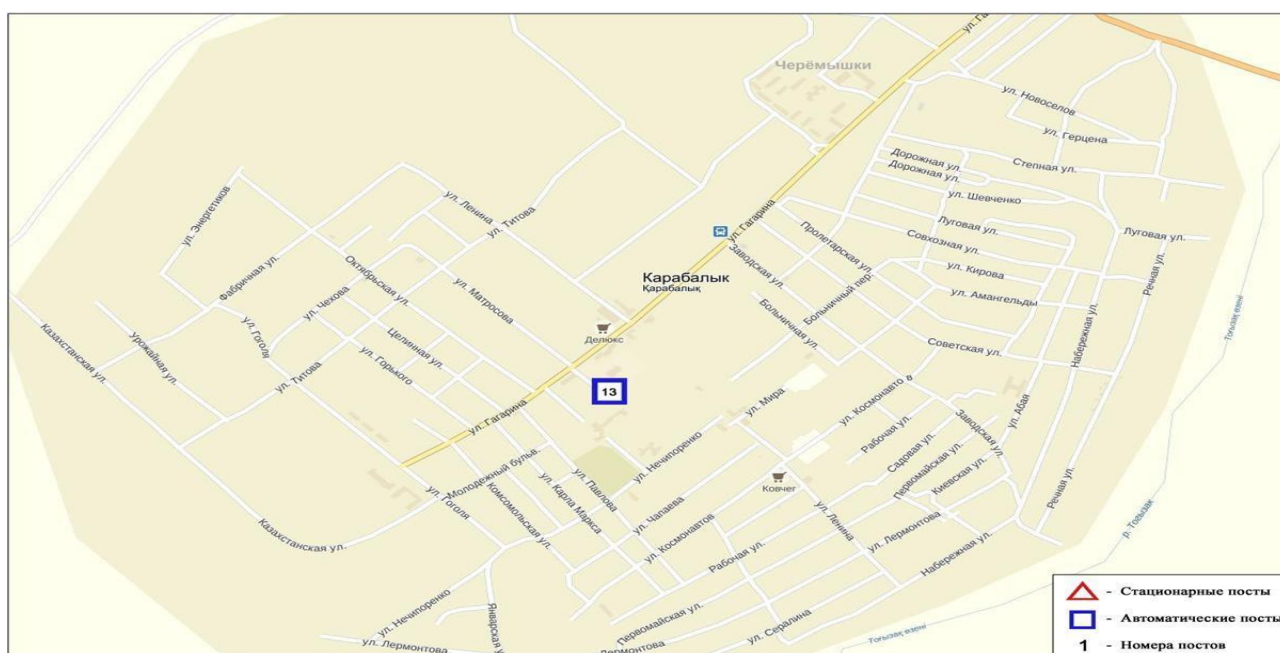 ул. Га
Черёмышки
ул. Новоселов
ул. Герцена
Дорожная ул.
Степная ул.
Дорожная ул.
ул. Энергетиков
ул. Ленина
ул. Титова
ул. Шевченко
ул. Гагарина
Пролетарская ул.
Луговая ул.
Луговая ул.
Совхозная ул.
Заводская ул.
Октябрьская ул.
Фабричная ул.
ул. Кирова
Речная ул.
Карабалык
Қарабалық
ул. Чехова
ул. Матросова
Больничный пер.
ул. Амангельды
Больничная ул.
Тоғызақ өзені
Набережная ул.
Казахстанская ул.
Урожайная ул.
ул. Гоголя
Целинная ул.
Делюкс
Советская ул.
ул. Горького
ул. Титова
13
ул. Мира
ул. Космонавто в
ул. Абая
ул. Гагарина
Заводская ул.
Рабочая ул.
Садовая ул.
ул. Нечипоренко
Первомайская ул.
Киевская ул.
Молодежный бульв.
ул. Павлова
Ковчег
Речная ул.
ул. Гоголя
Комсомольская ул.
ул. Карла Маркса
ул. Чапаева
ул. Ленина
р. Тогызак
Казахстанская ул.
ул. Космонавтов
ул. Лермонтова
Рабочая ул.
Набережная ул.
ул. Нечипоренко
Январская у
Первомайская ул.
ул. Сералина
Тоғызақ өзені
ул. Лермонтова
Лермонтова
- Стационарные посты
- Автоматические посты
1 - Номера постов